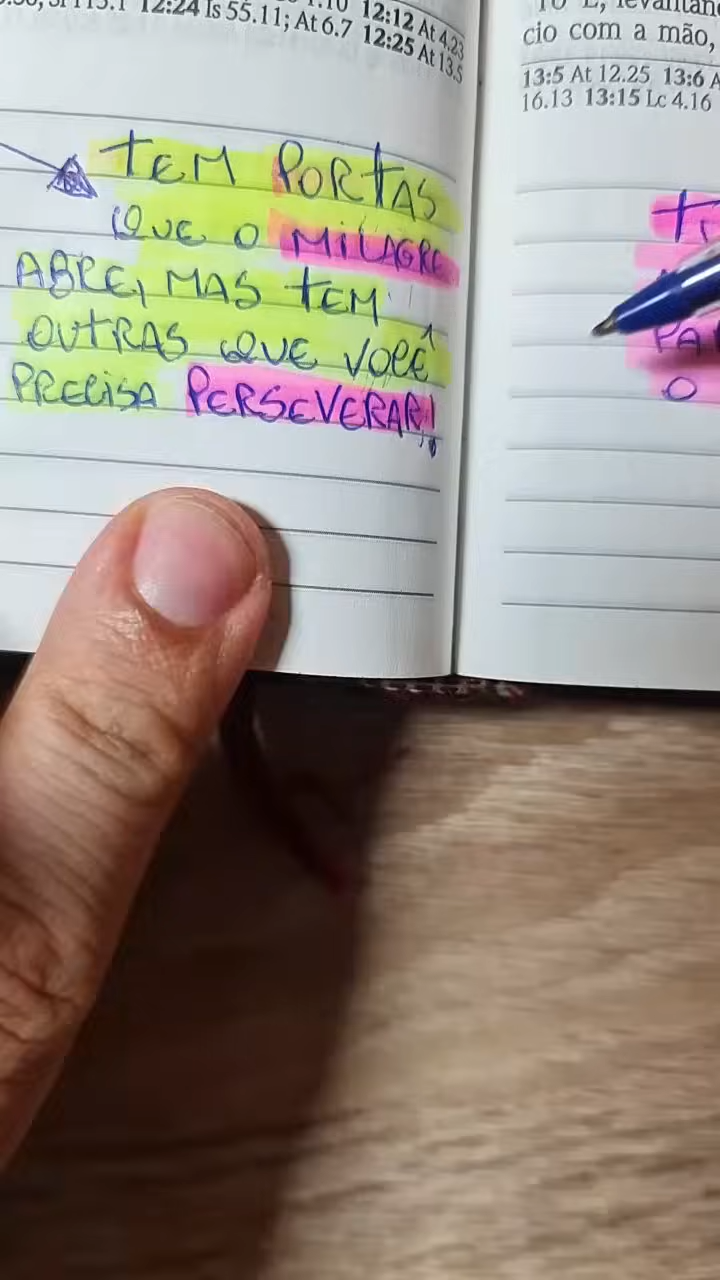 12:24 Is 55.11; At 6.7 12:12 At 4.23
12:25 At 13.5
TEM PORTAS
QUE O MILAGRE
ABRE, MAS TEM
OUTRAS QUE VOCÊ
PRECISA PERSEVERAR!
cio com a mão,
13:5 At 12.25 13:6 A
16.13 13:15 Lc 4.16
O